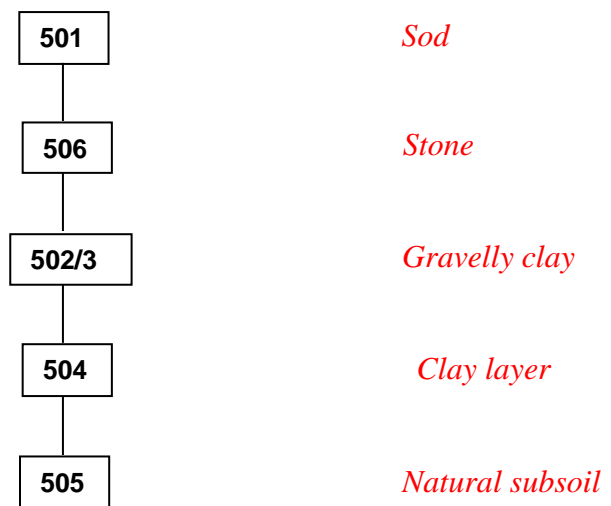 501 Sod
506 Stone
502/3 Gravelly clay
504 Clay layer
505 Natural subsoil